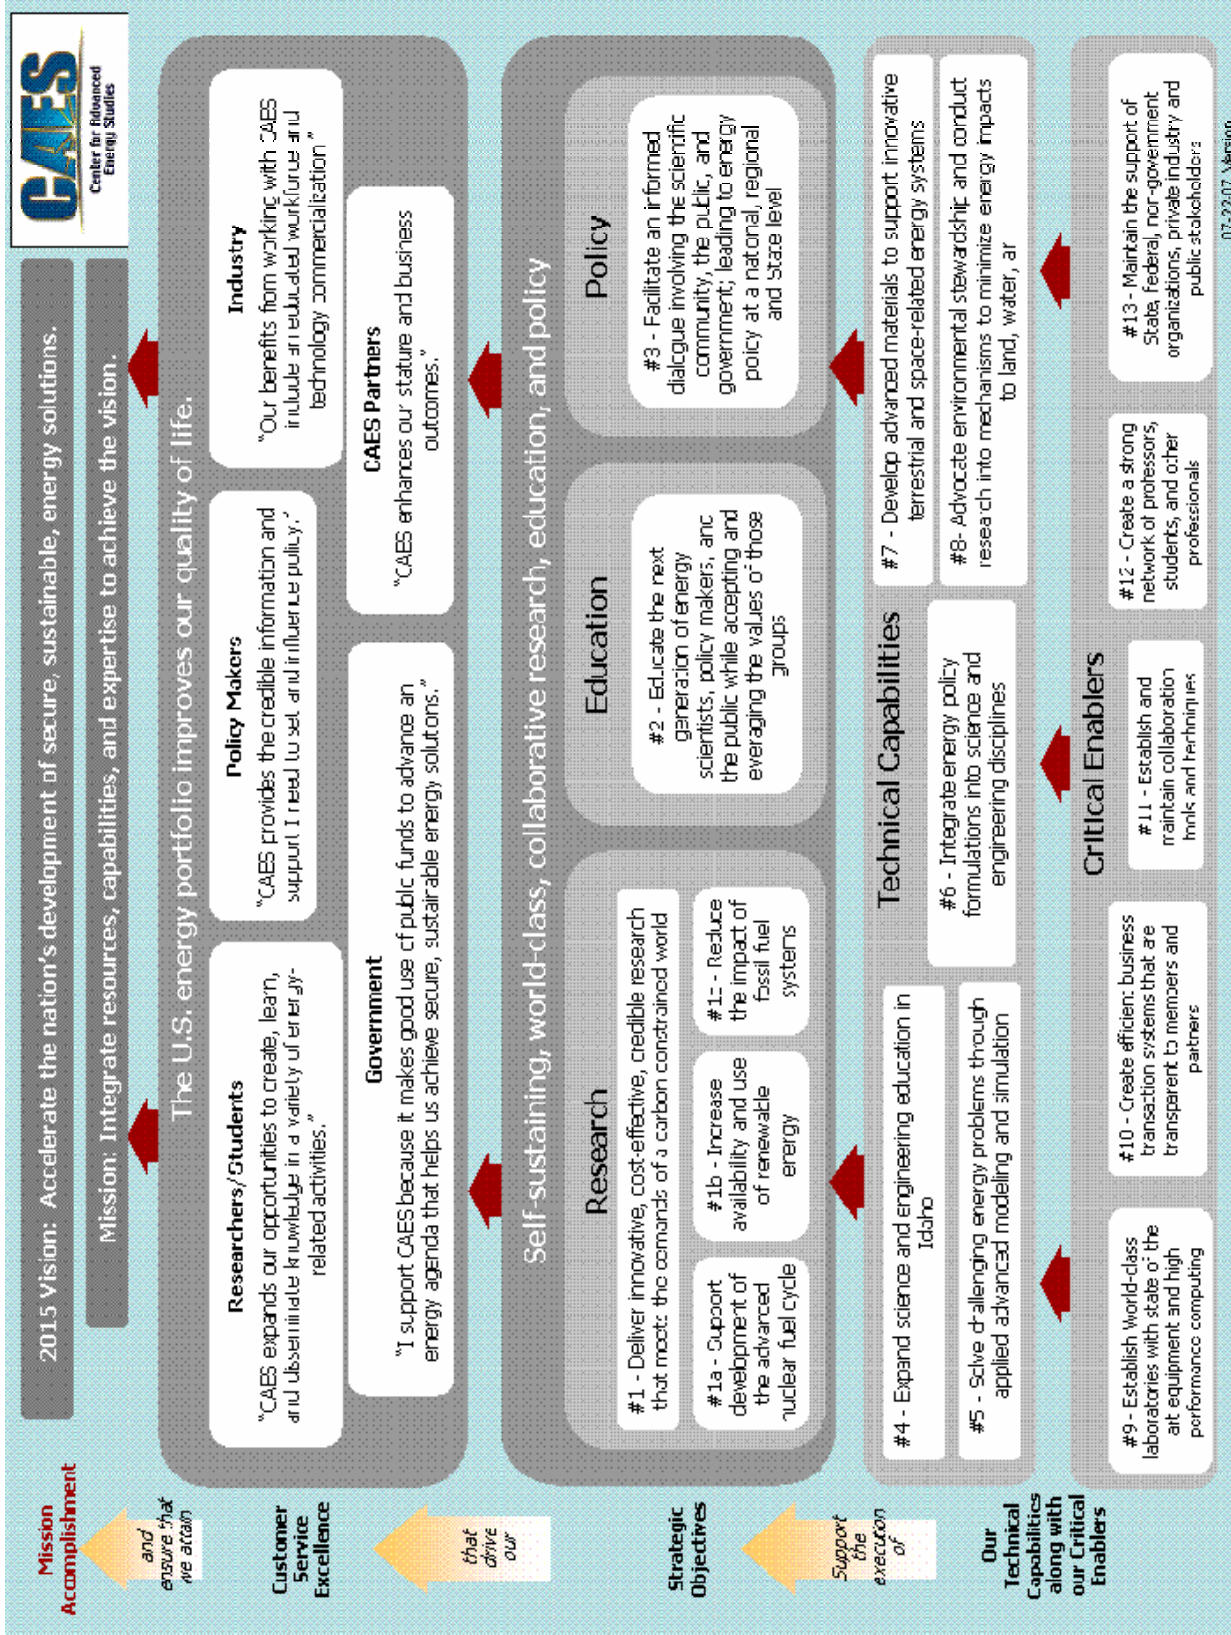 2015 Vision: Accelerate the nation's development of secure, sustainable, energy solutions.
Mission: Integrate resources, capabilities, and expertise to achieve the vision.
CAES
Center for Advanced
Energy Studies
Mission
Accomplishment
and
ensure that
we attain
Customer
Service
Excellence
that
drive
our
Strategic
Objectives
Support
the
execution
of
Our
Technical
Capabilities
along with
our Critical
Enablers
The U.S. energy portfolio improves our quality of life.
Researchers/Students
"CAES expands our opportunities to create, learn,
and disseminate knowledge in a variety of energy-
related activities."
Policy Makers
"CAES provides the credible information and
support I need to set and influence policy."
Industry
"Our benefits from working with CAES
include an educated workforce and
technology commercialization"
Government
"I support CAES because it makes good use of public funds to advance an
energy agenda that helps us achieve secure, sustainable energy solutions."
CAES Partners
"CAES enhances our stature and business
outcomes."
Self-sustaining, world-class, collaborative research, education, and policy
Research
#1 - Deliver innovative, cost-effective, credible research
that meets the demands of a carbon constrained world
#1a - Support
development of
the advanced
nuclear fuel cycle
#1b - Increase
availability and use
of renewable
energy
#1c - Reduce
the impact of
fossil fuel
systems
Education
#2 - Educate the next
generation of energy
scientists, policy makers, and
the public while accepting and
leveraging the values of those
groups
Policy
#3 - Facilitate an informed
dialogue involving the scientific
community, the public, and
government; leading to energy
policy at a national, regional
and State level
Technical Capabilities
#4 - Expand science and engineering education in
Idaho
#5 - Solve challenging energy problems through
applied advanced modeling and simulation
#6 - Integrate energy policy
formulations into science and
engineering disciplines
#7 - Develop advanced materials to support innovative
terrestrial and space-related energy systems
#8- Advocate environmental stewardship and conduct
research into mechanisms to minimize energy impacts
to land, water, air
Critical Enablers
#9 - Establish World-class
laboratories with state of the
art equipment and high
performance computing
#10 - Create efficient business
transaction systems that are
transparent to members and
partners
#11 - Establish and
maintain collaboration
tools and techniques
#12 - Create a strong
network of professors,
students, and other
professionals
#13 - Maintain the support of
State, federal, non-government
organizations, private industry and
public stakeholders
07-22-07 Version